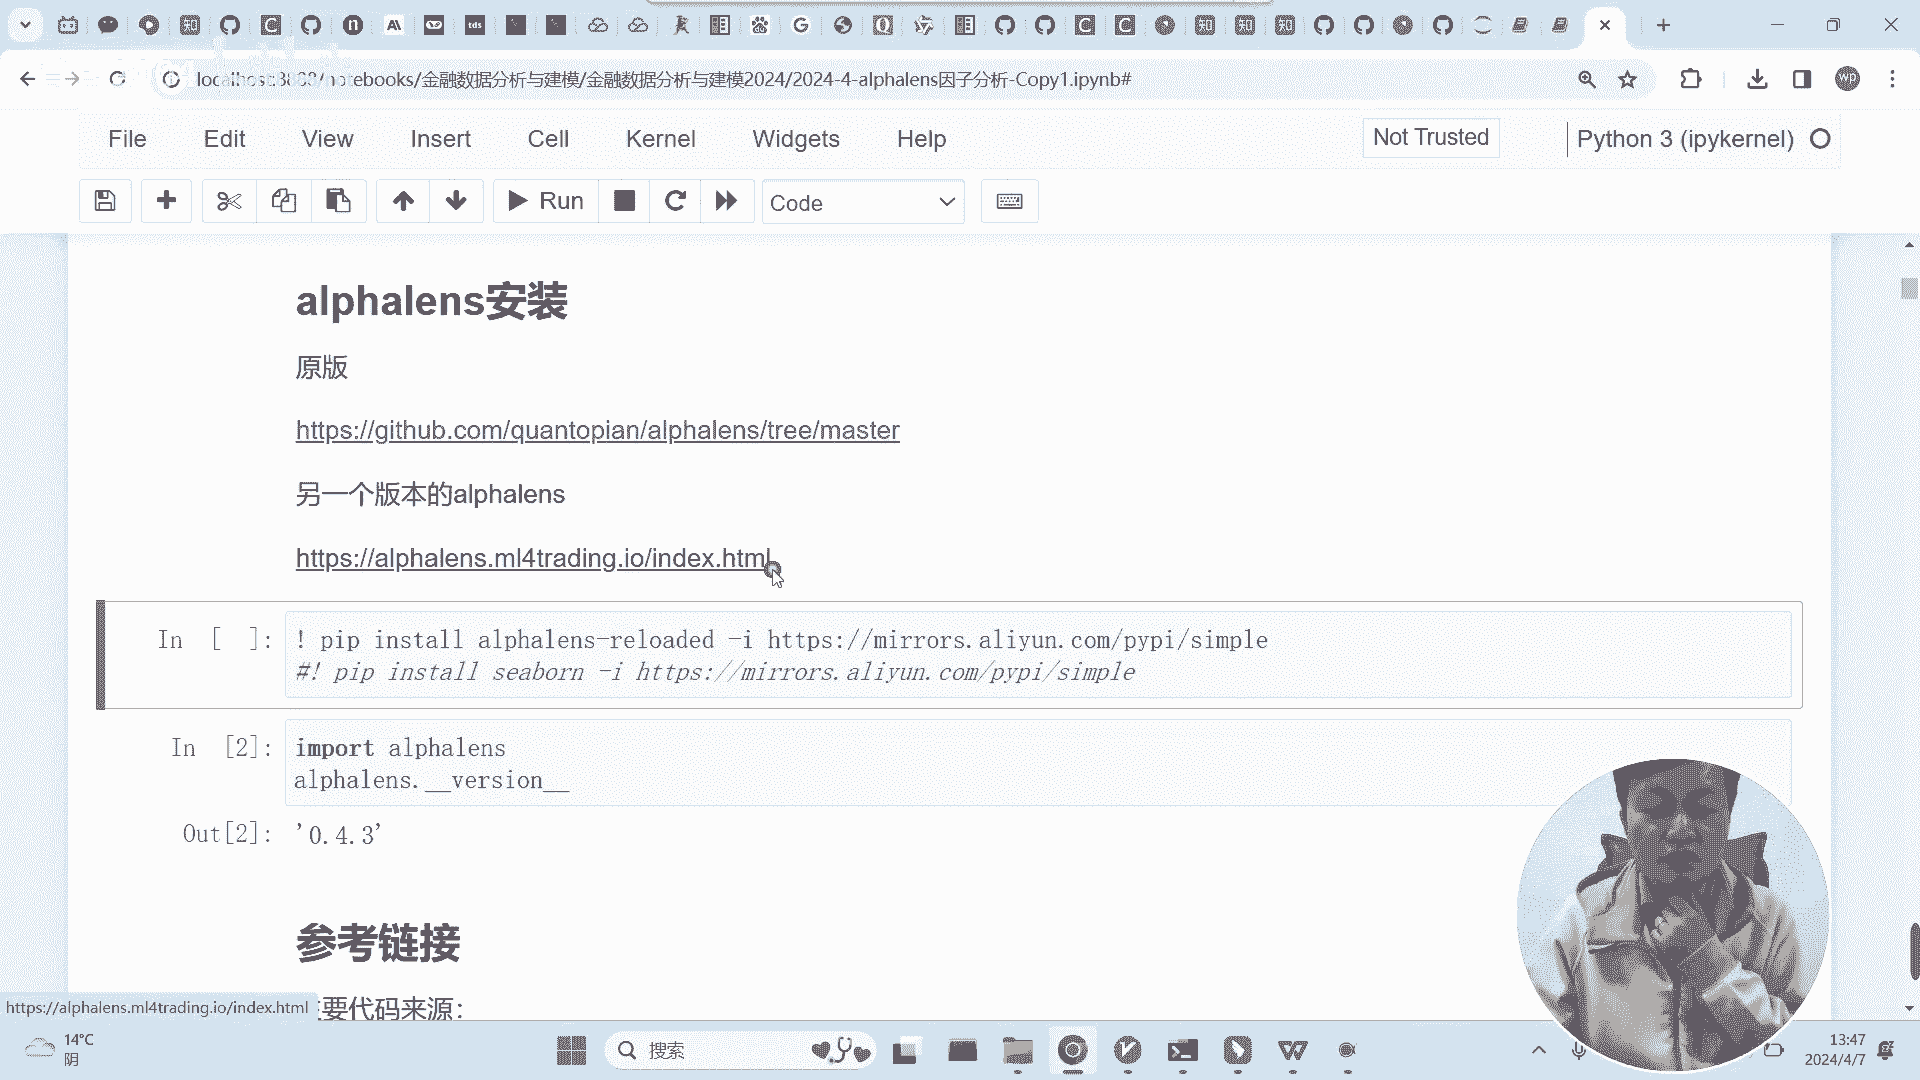 tds
wp
/notebooks/金融数据分析与建模/金融数据分析与建模2024/2024-4-alphalens因子分析-Copy1.ipynb#
File Edit View Insert Cell Kernel Widgets Help Not Trusted Python 3 (ipykernel)
Run Code
alphalens安装
原版
https://github.com/quantopian/alphalens/tree/master
另一个版本的alphalens
https://alphalens.ml4trading.io/index.html
In [ ]: ! pip install alphalens-reloaded -i https://mirrors.aliyun.com/pypi/simple
#! pip install seaborn -i https://mirrors.aliyun.com/pypi/simple
In [2]: import alphalens
alphalens.__version__
Out[2]: '0.4.3'
参考链接
https://alphalens.ml4trading.io/index.html
要代码来源:
14°C
阴
搜索
13:47
2024/4/7